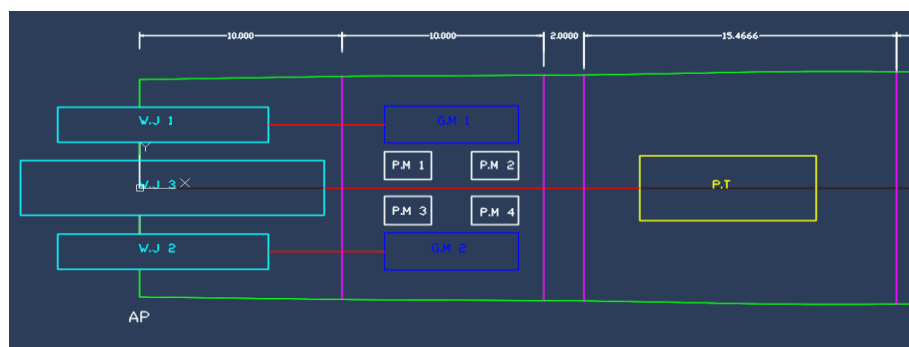 10.000
10.000
2.0000
15.4666
W.J 1
G.M 1
Y
P.M 1
P.M 2
W.J 3
X
P.T
P.M 3
P.M 4
W.J 2
G.M 2
AP